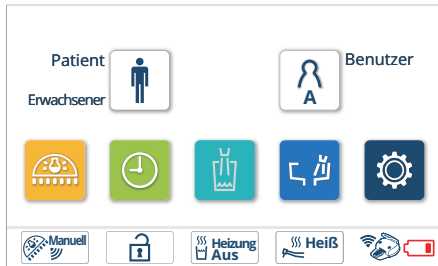 Patient
Erwachsener
Benutzer
A
Manuell
Heizung
Aus
Heiß